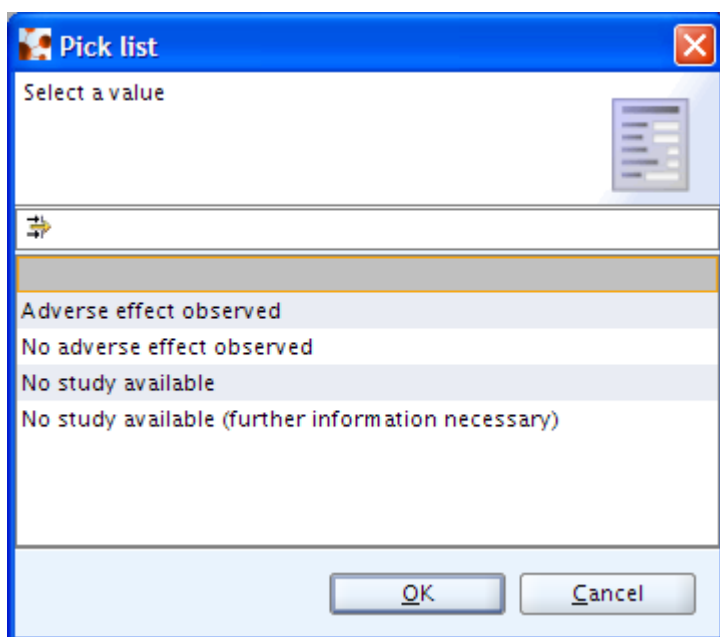 Pick list
Select a value
Adverse effect observed
No adverse effect observed
No study available
No study available (further information necessary)
OK
Cancel